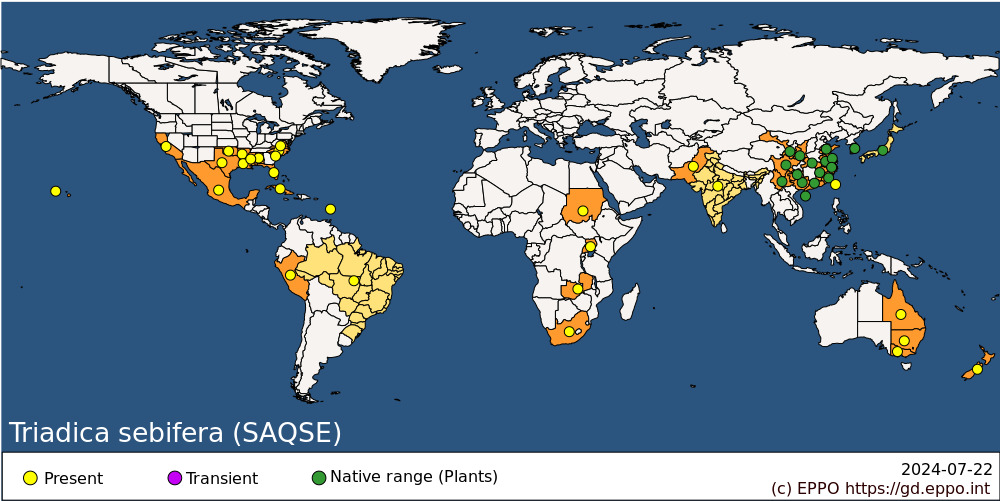 Triadica sebifera (SAQSE)
Present
Transient
Native range (Plants)
2024-07-22
(c) EPPO https://gd.eppo.int